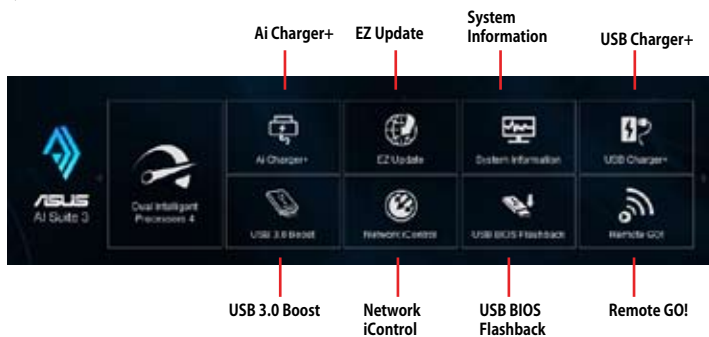 Ai Charger+
EZ Update
System
Information
USB Charger+
ASUS
AI Suite 3
Dual Intelligent
Processors 4
Ai Charger+
EZ Update
System Information
USB Charger+
USB 3.0 Boost
Network iControl
USB BIOS Flashback
Remote GO!
USB 3.0 Boost
Network
iControl
USB BIOS
Flashback
Remote GO!